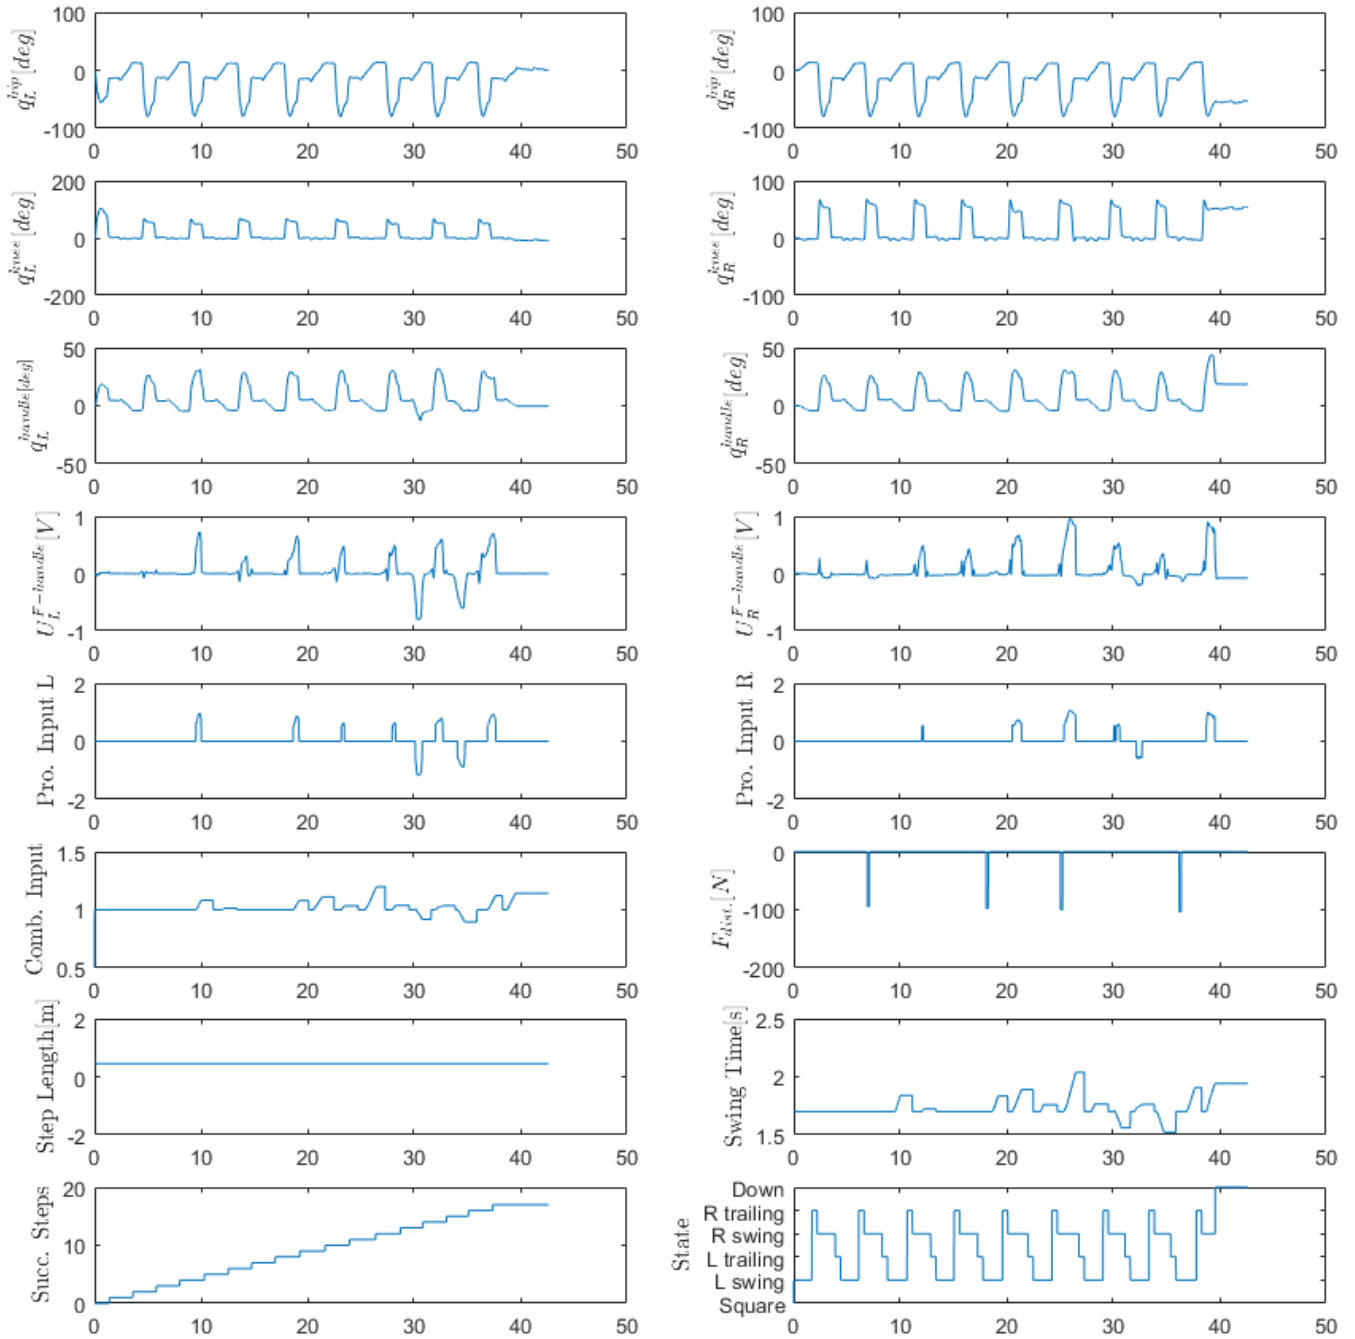 q_L^{hip}[deg]
100
0
-100
0 10 20 30 40 50
q_R^{hip}[deg]
100
0
-100
0 10 20 30 40 50
q_L^{knee}[deg]
200
0
-200
0 10 20 30 40 50
q_R^{knee}[deg]
100
0
-100
0 10 20 30 40 50
q_L^{handle[deg]}
50
0
-50
0 10 20 30 40 50
q_R^{handle}[deg]
50
0
-50
0 10 20 30 40 50
U_L^{F-handle}[V]
1
0
-1
0 10 20 30 40 50
U_R^{F-handle}[V]
1
0
-1
0 10 20 30 40 50
Pro. Input L
2
0
-2
0 10 20 30 40 50
Pro. Input R
2
0
-2
0 10 20 30 40 50
Comb. Input
1.5
1
0.5
0 10 20 30 40 50
F_{dist.}[N]
0
-100
-200
0 10 20 30 40 50
Step Length[m]
2
0
-2
0 10 20 30 40 50
Swing Time[s]
2.5
2
1.5
0 10 20 30 40 50
Succ. Steps
20
10
0
0 10 20 30 40 50
State
Down
R trailing
R swing
L trailing
L swing
Square
0 10 20 30 40 50